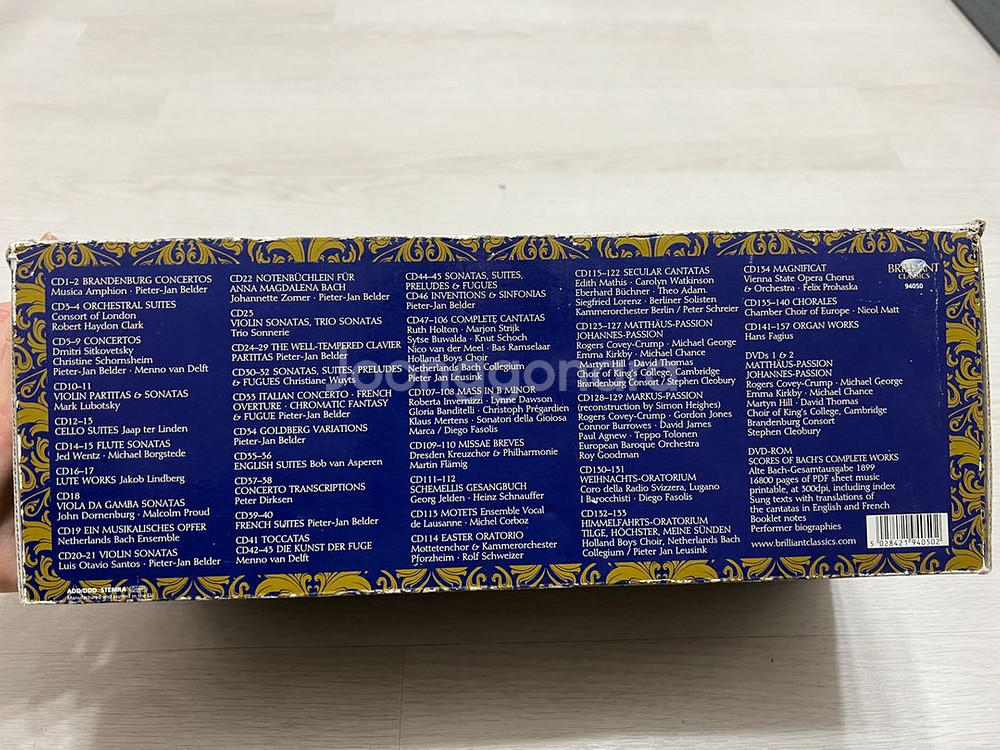 CD1–2 BRANDENBURG CONCERTOS
Musica Amphion · Pieter-Jan Belder
CD3–4 ORCHESTRAL SUITES
Consort of London
Robert Haydon Clark
CD5–9 CONCERTOS
Dmitri Sitkovetsky
Christine Schornsheim
Pieter-Jan Belder · Menno van Delft
CD10–11
VIOLIN PARTITAS & SONATAS
Mark Lubotsky
CD12–13
CELLO SUITES Jaap ter Linden
CD14–15 FLUTE SONATAS
Jed Wentz · Michael Borgstede
CD16–17
LUTE WORKS Jakob Lindberg
CD18
VIOLA DA GAMBA SONATAS
John Dornenburg · Malcolm Proud
CD19 EIN MUSIKALISCHES OPFER
Netherlands Bach Ensemble
CD20–21 VIOLIN SONATAS
Luis Otavio Santos · Pieter-Jan Belder
CD22 NOTENBÜCHLEIN FÜR
ANNA MAGDALENA BACH
Johannette Zomer · Pieter-Jan Belder
CD23
VIOLIN SONATAS, TRIO SONATAS
Trio Sonnerie
CD24–29 THE WELL-TEMPERED CLAVIER
PARTITAS Pieter-Jan Belder
CD30–32 SONATAS, SUITES, PRELUDES
& FUGUES Christiane Wuyts
CD33 ITALIAN CONCERTO · FRENCH
OVERTURE · CHROMATIC FANTASY
& FUGUE Pieter-Jan Belder
CD34 GOLDBERG VARIATIONS
Pieter-Jan Belder
CD35–36
ENGLISH SUITES Bob van Asperen
CD37–38
CONCERTO TRANSCRIPTIONS
Pieter Dirksen
CD39–40
FRENCH SUITES Pieter-Jan Belder
CD41 TOCCATAS
CD42–43 DIE KUNST DER FUGE
Menno van Delft
CD44–45 SONATAS, SUITES,
PRELUDES & FUGUES
CD46 INVENTIONS & SINFONIAS
Pieter-Jan Belder
CD47–106 COMPLETE CANTATAS
Ruth Holton · Marjon Strijk
Sytse Buwalda · Knut Schoch
Nico van der Meel · Bas Ramselaar
Holland Boys Choir
Netherlands Bach Collegium
Pieter Jan Leusink
CD107–108 MASS IN B MINOR
Roberta Invernizzi · Lynne Dawson
Gloria Banditelli · Christoph Prégardien
Klaus Mertens · Sonatori della Gioiosa
Marca / Diego Fasolis
CD109–110 MISSAE BREVES
Dresden Kreuzchor & Philharmonie
Martin Flämig
CD111–112
SCHEMELLIS GESANGBUCH
Georg Jelden · Heinz Schnauffer
CD113 MOTETS Ensemble Vocal
de Lausanne · Michel Corboz
CD114 EASTER ORATORIO
Mottetenchor & Kammerorchester
Pforzheim · Rolf Schweizer
CD115–122 SECULAR CANTATAS
Edith Mathis · Carolyn Watkinson
Eberhard Büchner · Theo Adam.
Siegfried Lorenz · Berliner Solisten
Kammerorchester Berlin / Peter Schreier
CD123–127 MATTHÄUS-PASSION
JOHANNES-PASSION
Rogers Covey-Crump · Michael George
Emma Kirkby · Michael Chance
Martyn Hill · David Thomas
Choir of King's College, Cambridge
Brandenburg Consort / Stephen Cleobury
CD128–129 MARKUS-PASSION
(reconstruction by Simon Heighes)
Rogers Covey-Crump · Gordon Jones
Connor Burrowes · David James
Paul Agnew · Teppo Tolonen
European Baroque Orchestra
Roy Goodman
CD130–131
WEIHNACHTS-ORATORIUM
Coro della Radio Svizzera, Lugano
I Barocchisti · Diego Fasolis
CD132–133
HIMMELFAHRTS-ORATORIUM
TILGE, HÖCHSTER, MEINE SÜNDEN
Holland Boys Choir, Netherlands Bach
Collegium / Pieter Jan Leusink
CD134 MAGNIFICAT
Vienna State Opera Chorus
& Orchestra · Felix Prohaska
CD135–140 CHORALES
Chamber Choir of Europe · Nicol Matt
CD141–157 ORGAN WORKS
Hans Fagius
DVDs 1 & 2
MATTHÄUS-PASSION
JOHANNES-PASSION
Rogers Covey-Crump · Michael George
Emma Kirkby · Michael Chance
Martyn Hill · David Thomas
Choir of King's College, Cambridge
Brandenburg Consort
Stephen Cleobury
DVD-ROM
SCORES OF BACH'S COMPLETE WORKS
Alte Bach-Gesamtausgabe 1899
16800 pages of PDF sheet music
printable, at 300dpi, including index
Sung texts with translations of
the cantatas in English and French
Booklet notes
Performer biographies
www.brilliantclassics.com
BRILLIANT
CLASSICS
94050
5 028421 940502
ADD/DDD STEMRA
Manufactured and printed in the EU